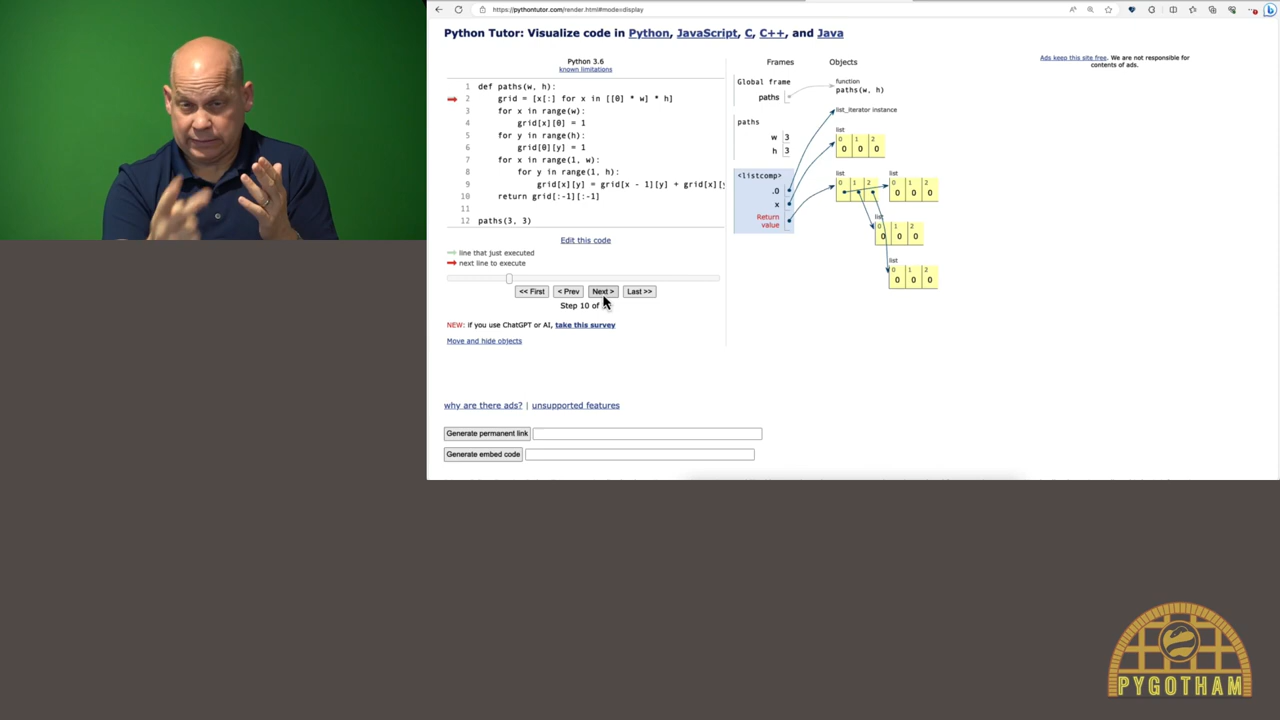 https://pythontutor.com/render.html#mode=display
Python Tutor: Visualize code in Python, JavaScript, C, C++, and Java
Python 3.6
known limitations
1 def paths(w, h):
2 grid = [x[:] for x in [[0] * w] * h]
3 for x in range(w):
4 grid[x][0] = 1
5 for y in range(h):
6 grid[0][y] = 1
7 for x in range(1, w):
8 for y in range(1, h):
9 grid[x][y] = grid[x - 1][y] + grid[x][y
10 return grid[:-1][:-1]
11
12 paths(3, 3)
Edit this code
line that just executed
next line to execute
<< First < Prev Next > Last >>
Step 10 of
NEW: if you use ChatGPT or AI, take this survey
Move and hide objects
why are there ads? | unsupported features
Generate permanent link
Generate embed code
Frames Objects
Global frame
paths
function
paths(w, h)
list_iterator instance
paths
w 3
h 3
list
0 1 2
0 0 0
<listcomp>
.0
x
Return
value
list
0 1 2
list
0 1 2
0 0 0
list
0 1 2
0 0 0
list
0 1 2
0 0 0
Ads keep this site free. We are not responsible
for contents of ads.
PYGOTHAM